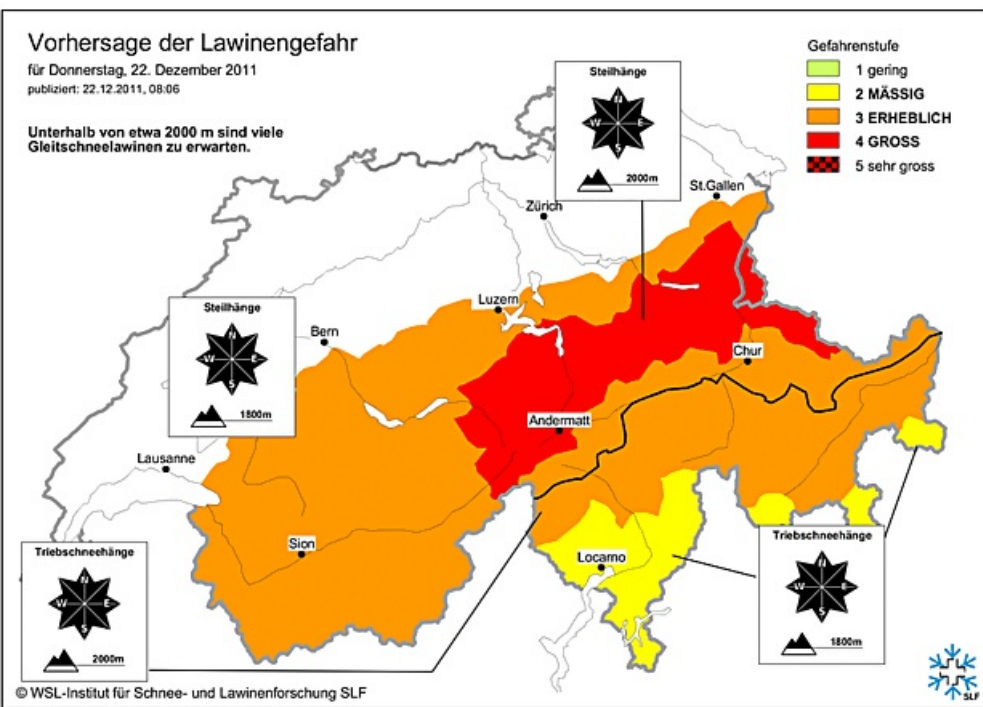 Vorhersage der Lawinengefahr
für Donnerstag, 22. Dezember 2011
publiziert: 22.12.2011, 08:06
Unterhalb von etwa 2000 m sind viele
Gleitschneelawinen zu erwarten.
Gefahrenstufe
1 gering
2 MÄSSIG
3 ERHEBLICH
4 GROSS
5 sehr gross
Steilhänge
N
W E
S
2000m
St.Gallen
Zürich
Steilhänge
N
W E
S
1800m
Luzern
Bern
Chur
Andermatt
Lausanne
Sion
Locarno
Triebschneehänge
N
W E
S
2000m
Triebschneehänge
N
W E
S
1800m
© WSL-Institut für Schnee- und Lawinenforschung SLF
SLF